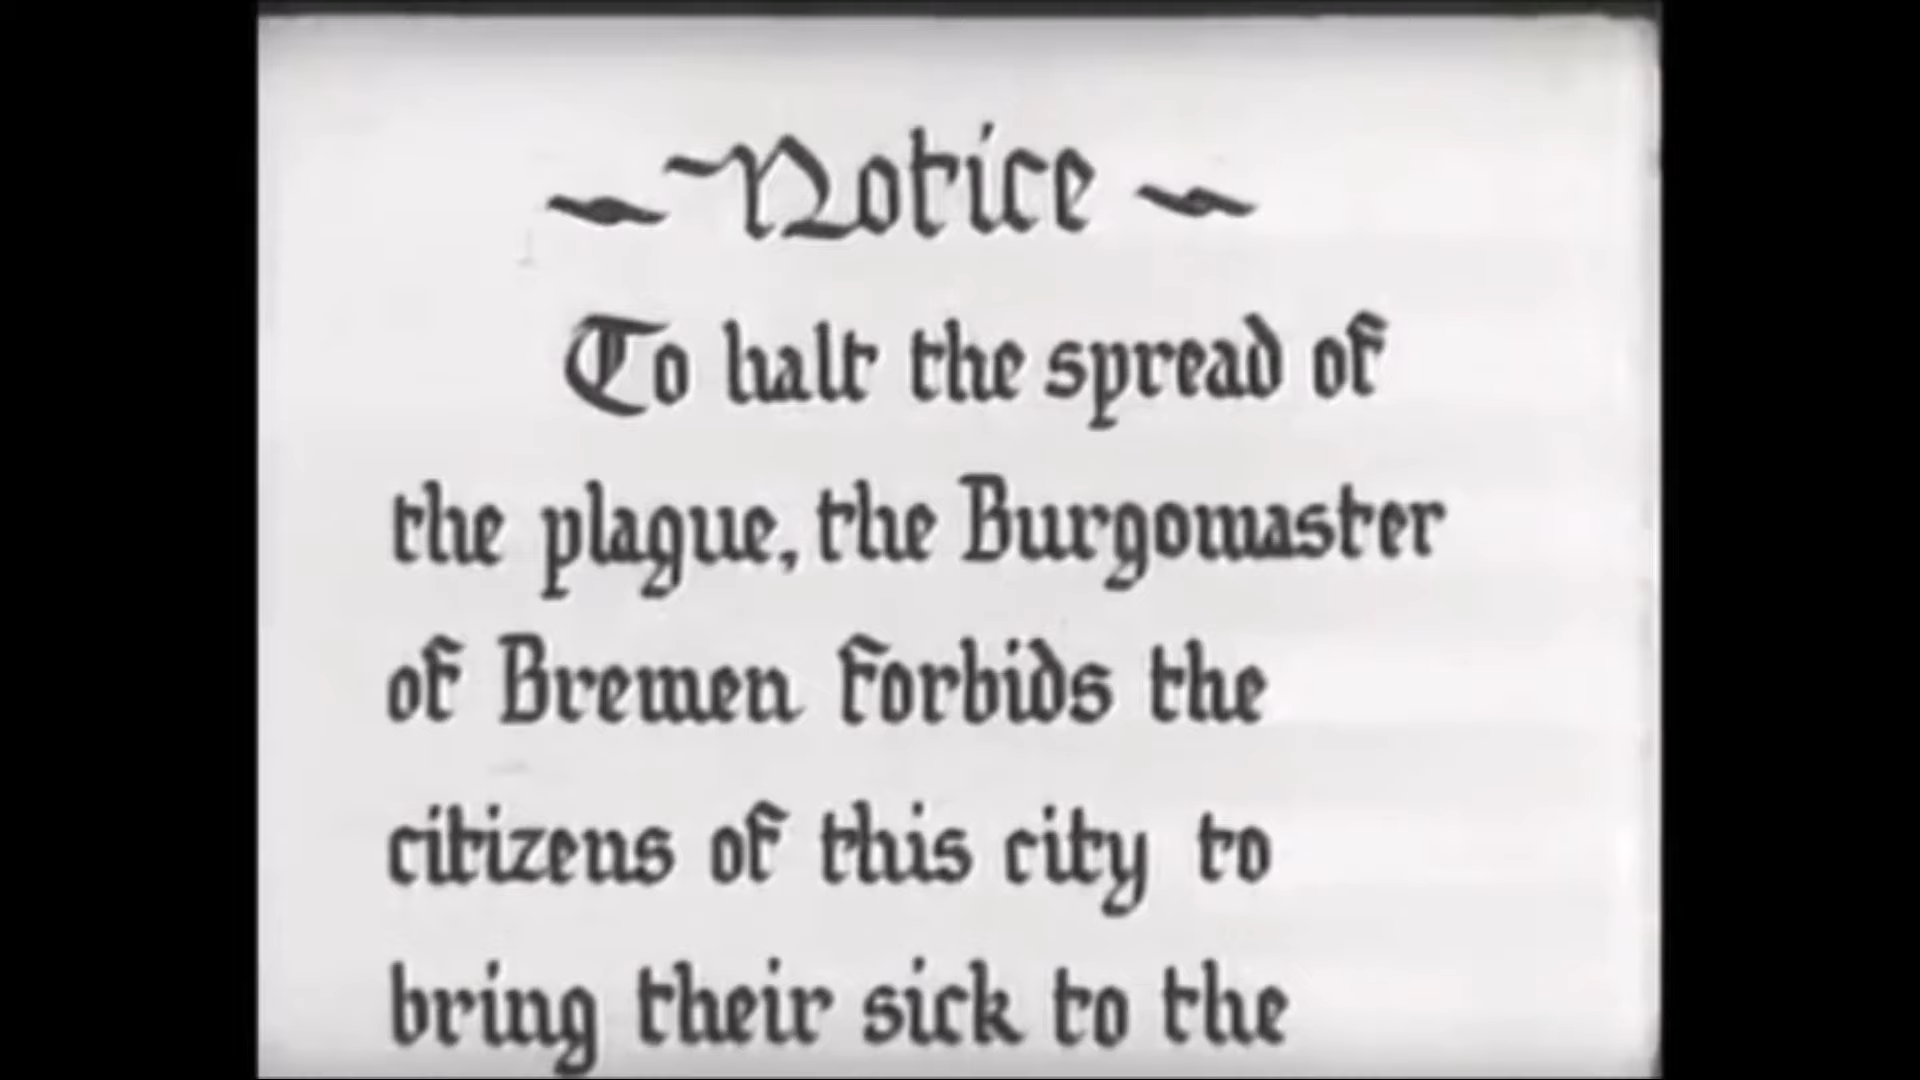 ~Notice~
To halt the spread of
the plague, the Burgomaster
of Bremen forbids the
citizens of this city to
bring their sick to the